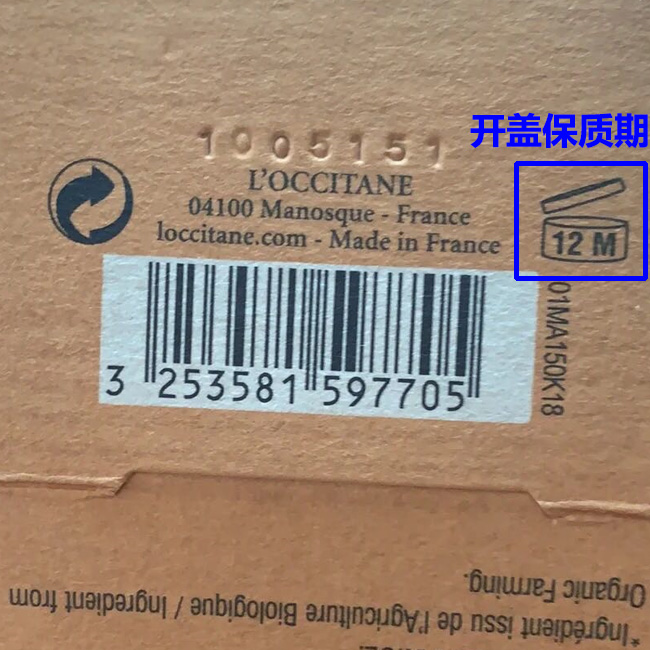 开盖保质期
1005151
L'OCCITANE
04100 Manosque - France
loccitane.com - Made in France
12 M
01MA150K18
3 253581 597705
*Ingrédient issu de l'Agriculture Biologique / Ingredient from
Organic Farming.